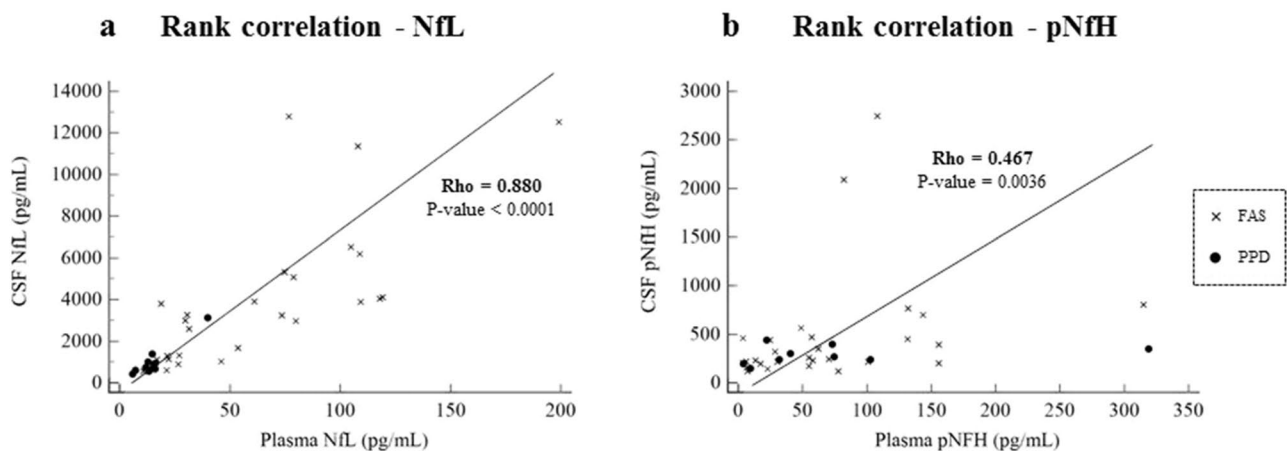 a Rank correlation - NfL
14000
12000
10000
8000
6000
4000
2000
0
CSF NfL (pg/mL)
Rho = 0.880
P-value < 0.0001
0 50 100 150 200
Plasma NfL (pg/mL)
b Rank correlation - pNfH
3000
2500
2000
1500
1000
500
0
CSF pNfH (pg/mL)
Rho = 0.467
P-value = 0.0036
0 50 100 150 200 250 300 350
Plasma pNFH (pg/mL)
FAS
PPD